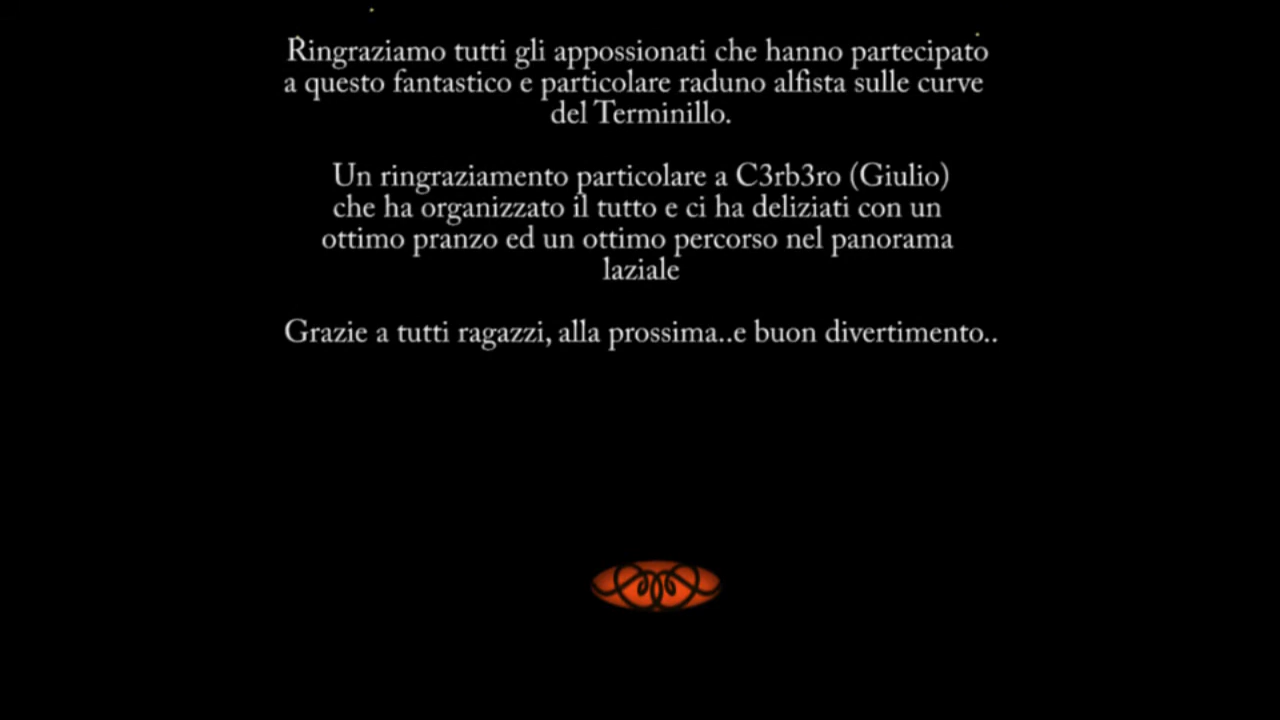 Ringraziamo tutti gli appossionati che hanno partecipato
a questo fantastico e particolare raduno alfista sulle curve
del Terminillo.
Un ringraziamento particolare a C3rb3ro (Giulio)
che ha organizzato il tutto e ci ha deliziati con un
ottimo pranzo ed un ottimo percorso nel panorama
laziale
Grazie a tutti ragazzi, alla prossima..e buon divertimento..